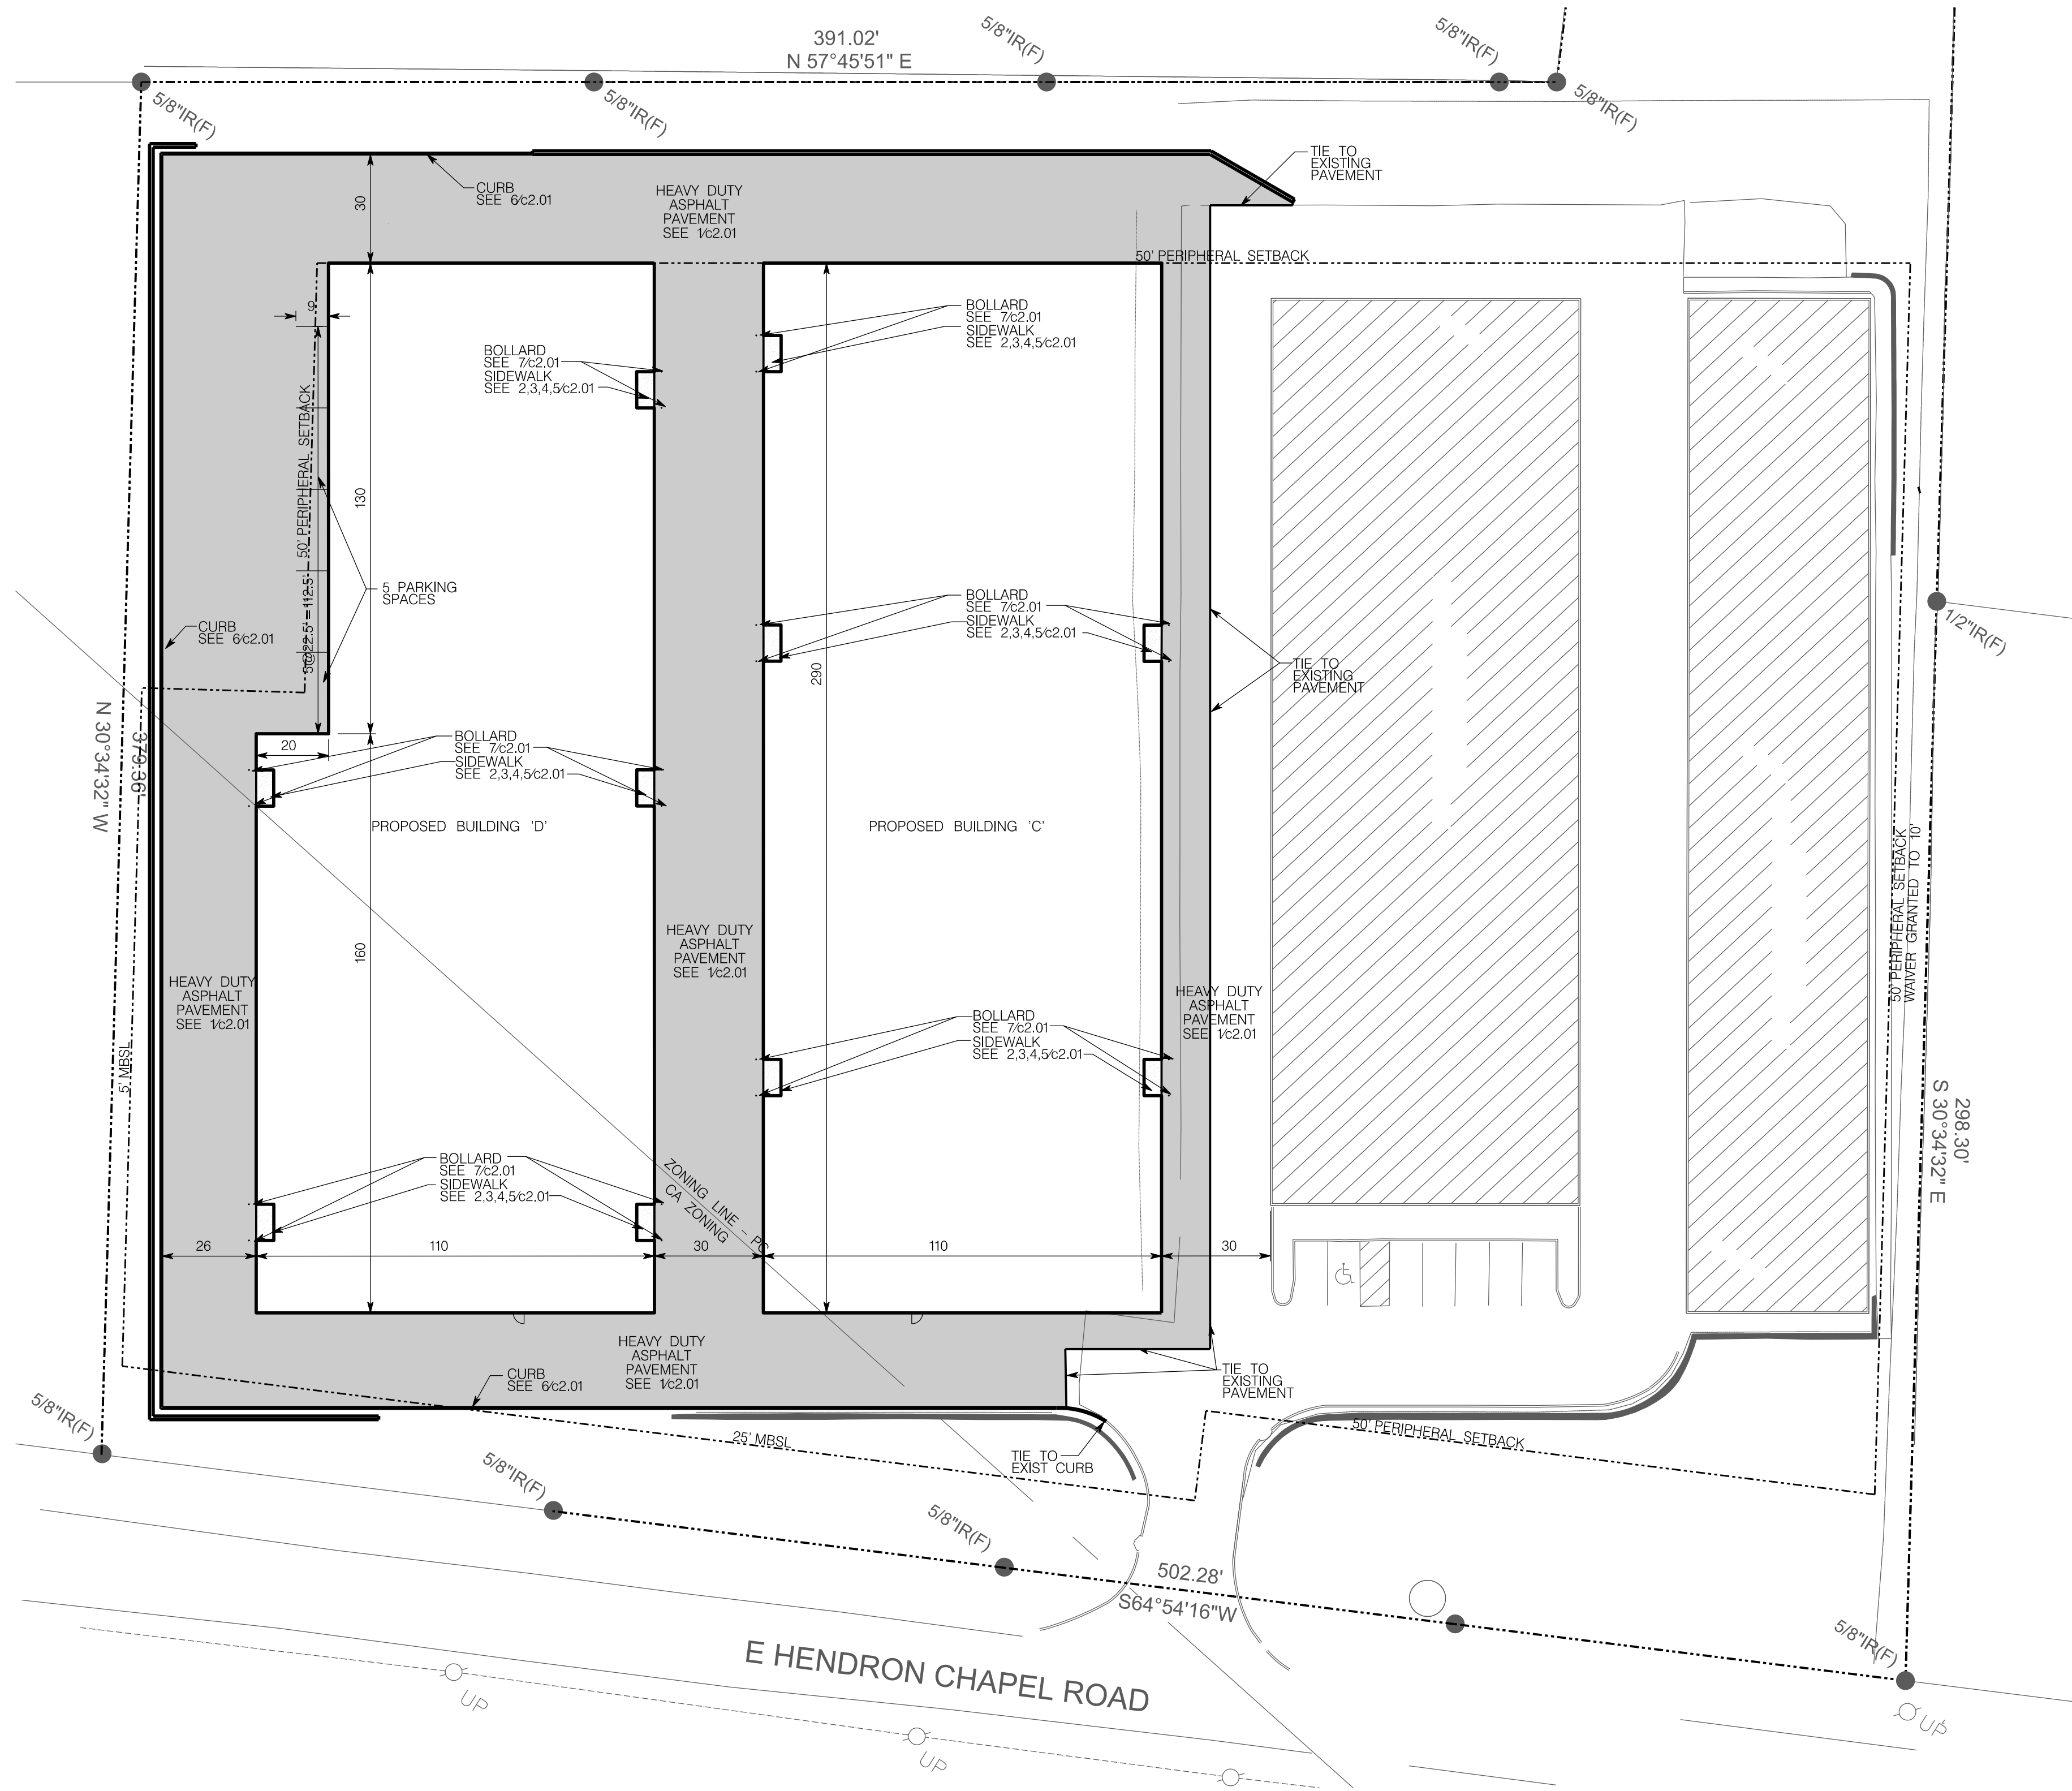 391.02'
N 57°45'51" E
5/8"IR(F)
5/8"IR(F)
5/8"IR(F)
5/8"IR(F)
5/8"IR(F)
TIE TO
EXISTING
PAVEMENT
CURB
SEE 6/c2.01
30
HEAVY DUTY
ASPHALT
PAVEMENT
SEE 1/c2.01
50' PERIPHERAL SETBACK
9
BOLLARD
SEE 7/c2.01
SIDEWALK
SEE 2,3,4,5/c2.01
BOLLARD
SEE 7/c2.01
SIDEWALK
SEE 2,3,4,5/c2.01
50' PERIPHERAL SETBACK
130
5@22.5' = 112.5'
5 PARKING
SPACES
BOLLARD
SEE 7/c2.01
SIDEWALK
SEE 2,3,4,5/c2.01
1/2"IR(F)
CURB
SEE 6/c2.01
290
TIE TO
EXISTING
PAVEMENT
N 30°34'32" W
379.36'
20
BOLLARD
SEE 7/c2.01
SIDEWALK
SEE 2,3,4,5/c2.01
PROPOSED BUILDING 'D'
PROPOSED BUILDING 'C'
50' PERIPHERAL SETBACK
WAIVER GRANTED TO 10'
160
HEAVY DUTY
ASPHALT
PAVEMENT
SEE 1/c2.01
HEAVY DUTY
ASPHALT
PAVEMENT
SEE 1/c2.01
HEAVY DUTY
ASPHALT
PAVEMENT
SEE 1/c2.01
BOLLARD
SEE 7/c2.01
SIDEWALK
SEE 2,3,4,5/c2.01
5' MBSL
298.30'
S 30°34'32" E
BOLLARD
SEE 7/c2.01
SIDEWALK
SEE 2,3,4,5/c2.01
ZONING LINE - PC
CA ZONING
26
110
30
110
30
HEAVY DUTY
ASPHALT
PAVEMENT
SEE 1/c2.01
CURB
SEE 6/c2.01
TIE TO
EXISTING
PAVEMENT
5/8"IR(F)
25' MBSL
50' PERIPHERAL SETBACK
TIE TO
EXIST CURB
5/8"IR(F)
5/8"IR(F)
502.28'
S64°54'16"W
5/8"IR(F)
E HENDRON CHAPEL ROAD
UP
UP
UP